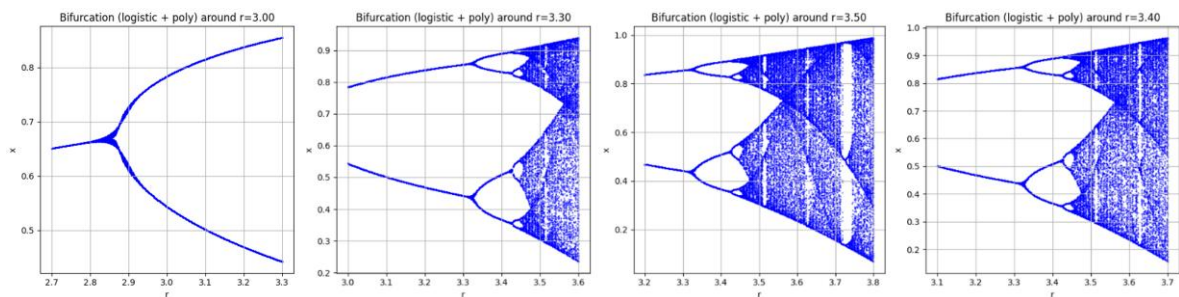 Bifurcation (logistic + poly) around r=3.00
0.8
0.7
0.6
0.5
x
2.7 2.8 2.9 3.0 3.1 3.2 3.3
r
Bifurcation (logistic + poly) around r=3.30
0.9
0.8
0.7
0.6
0.5
0.4
0.3
0.2
x
3.0 3.1 3.2 3.3 3.4 3.5 3.6
r
Bifurcation (logistic + poly) around r=3.50
1.0
0.8
0.6
0.4
0.2
x
3.2 3.3 3.4 3.5 3.6 3.7 3.8
r
Bifurcation (logistic + poly) around r=3.40
1.0
0.9
0.8
0.7
0.6
0.5
0.4
0.3
0.2
0.1
x
3.1 3.2 3.3 3.4 3.5 3.6 3.7
r